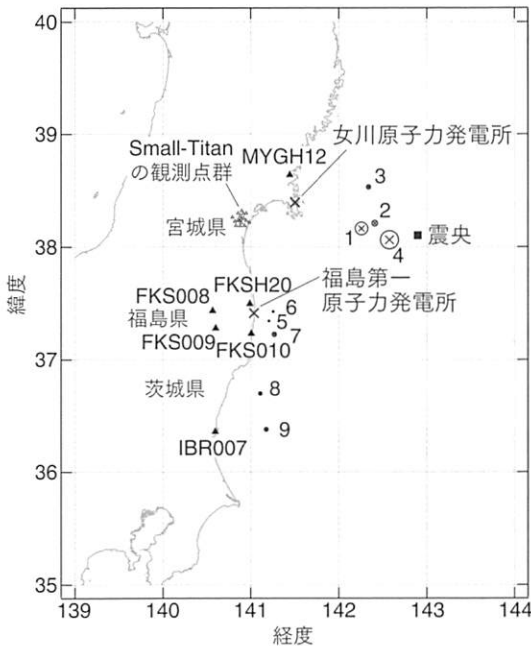 40
39
38
37
36
35
139
140
141
142
143
144
緯度
経度
Small-Titan
の観測点群
MYGH12
女川原子力発電所
3
2
1
4
震央
宮城県
福島第一
原子力発電所
FKSH20
FKS008
福島県
FKS009
FKS010
6
5
7
茨城県
8
9
IBR007